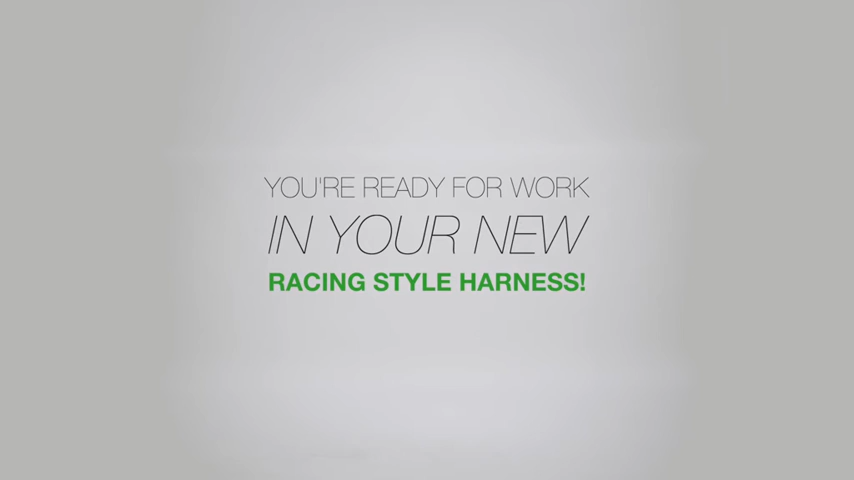 YOU'RE READY FOR WORK
IN YOUR NEW
RACING STYLE HARNESS!